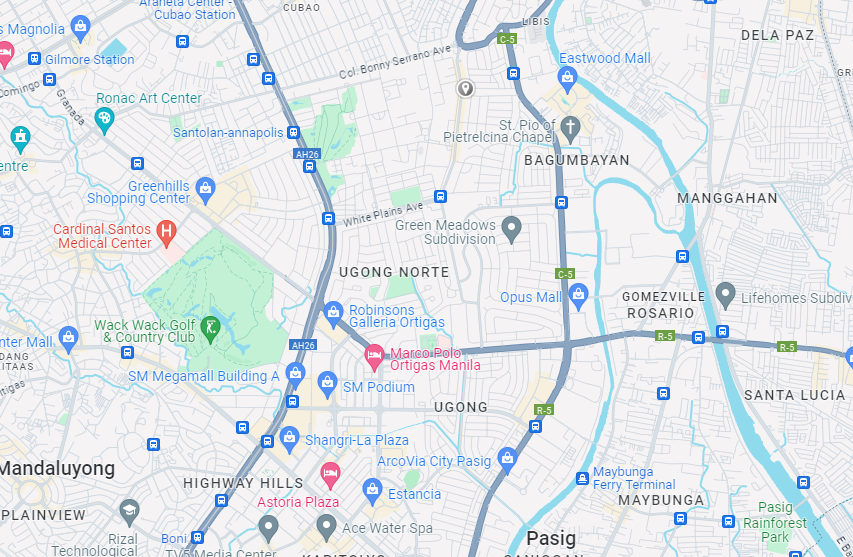 Araneta Center -
Cubao Station
CUBAO
LIBIS
s Magnolia
C-5
DELA PAZ
Gilmore Station
Col. Bonny Serrano Ave
Eastwood Mall
Domingo
Granada
Ronac Art Center
Santolan-annapolis
St. Pio of
Pietrelcina Chapel
entre
AH26
BAGUMBAYAN
Greenhills
Shopping Center
MANGGAHAN
White Plains Ave
Cardinal Santos
Medical Center
Green Meadows
Subdivision
UGONG NORTE
C-5
Opus Mall
GOMEZVILLE
Lifehomes Subdiv
ROSARIO
Robinsons
Galleria Ortigas
Wack Wack Golf
& Country Club
nter Mall
AH26
R-5
R-5
Marco Polo
Ortigas Manila
DANG
ITAAS
SM Megamall Building A
SM Podium
Ortigas
SANTA LUCIA
UGONG
R-5
Shangri-La Plaza
ArcoVia City Pasig
Mandaluyong
HIGHWAY HILLS
Maybunga
Ferry Terminal
Astoria Plaza
Estancia
MAYBUNGA
PLAINVIEW
Pasig
Rainforest
Park
Ace Water Spa
Rizal
Technological
Boni
TV5 Media Center
Pasig
KAPITOLYO